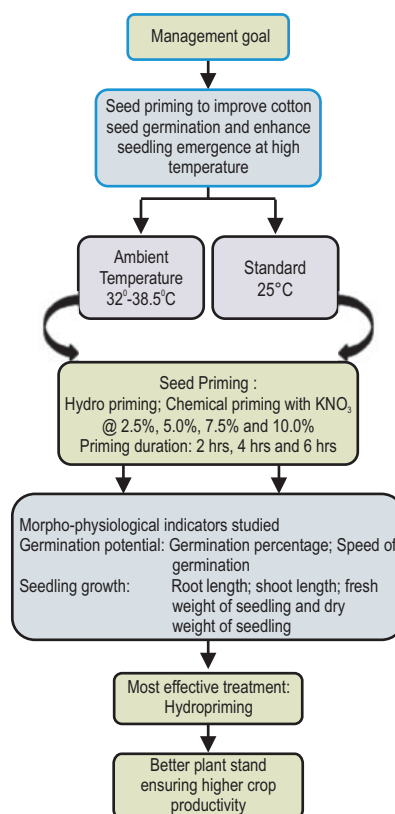 Management goal
Seed priming to improve cotton
seed germination and enhance
seedling emergence at high
temperature
Ambient
Temperature
32⁰-38.5⁰C
Standard
25°C
Seed Priming :
Hydro priming; Chemical priming with KNO₃
@ 2.5%, 5.0%, 7.5% and 10.0%
Priming duration: 2 hrs, 4 hrs and 6 hrs
Morpho-physiological indicators studied
Germination potential: Germination percentage; Speed of
germination
Seedling growth: Root length; shoot length; fresh
weight of seedling and dry
weight of seedling
Most effective treatment:
Hydropriming
Better plant stand
ensuring higher crop
productivity